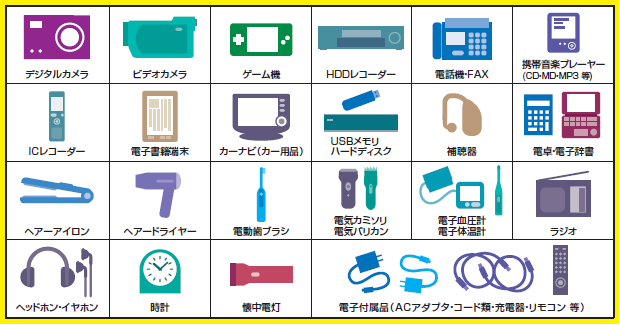 デジタルカメラ
ビデオカメラ
ゲーム機
HDDレコーダー
電話機・FAX
携帯音楽プレーヤー
(CD・MD・MP3 等)
ICレコーダー
電子書籍端末
カーナビ(カー用品)
USBメモリ
ハードディスク
補聴器
電卓・電子辞書
ヘアーアイロン
ヘアードライヤー
電動歯ブラシ
電気カミソリ
電気バリカン
電子血圧計
電子体温計
ラジオ
ヘッドホン・イヤホン
時計
懐中電灯
電子付属品(ACアダプタ・コード類・充電器・リモコン 等)